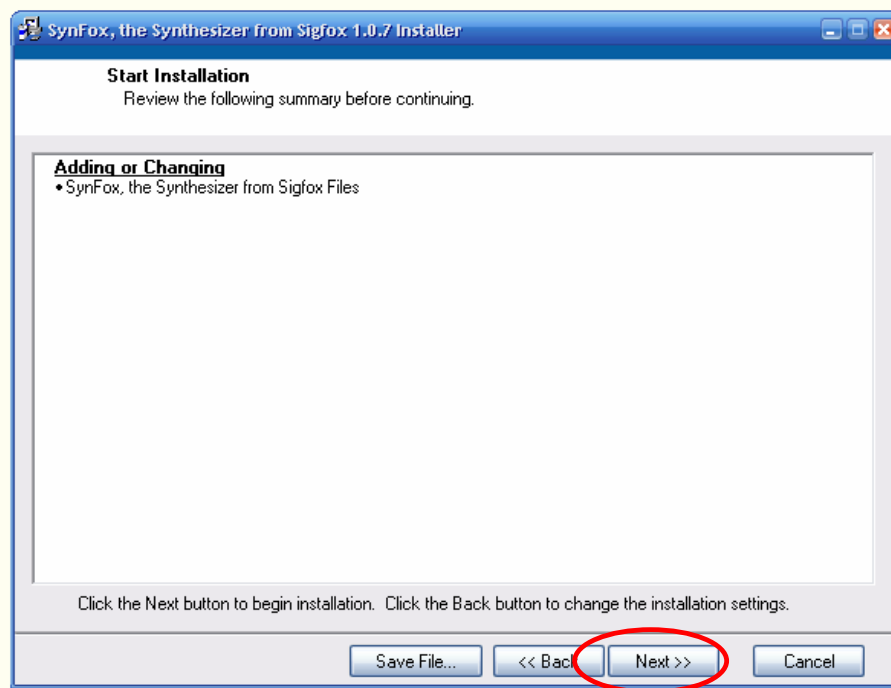 SynFox, the Synthesizer from Sigfox 1.0.7 Installer
Start Installation
Review the following summary before continuing.
Adding or Changing
• SynFox, the Synthesizer from Sigfox Files
Click the Next button to begin installation. Click the Back button to change the installation settings.
Save File... << Back Next >> Cancel